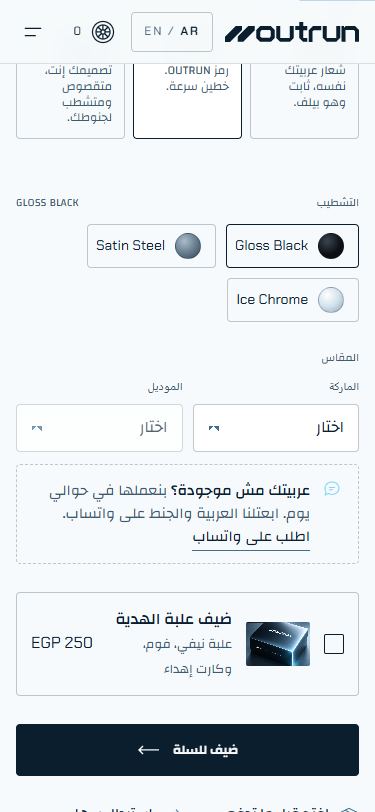 outrun
EN / AR
0
شعار عربيتك
نفسه، ثابت
وهو بيلف.
رمز OUTRUN.
خطين سرعة.
تصميمك إنت،
متقصوص
ومتشطب
لجنوطك.
التشطيب
GLOSS BLACK
Gloss Black
Satin Steel
Ice Chrome
المقاس
الماركة
الموديل
اختار
اختار
عربيتك مش موجودة؟ بنعملها في حوالي
يوم. ابعتلنا العربية والجنط على واتساب.
اطلب على واتساب
ضيف علبة الهدية
علبة نيفي، فوم،
وكارت إهداء
EGP 250
outrun
ضيف للسلة